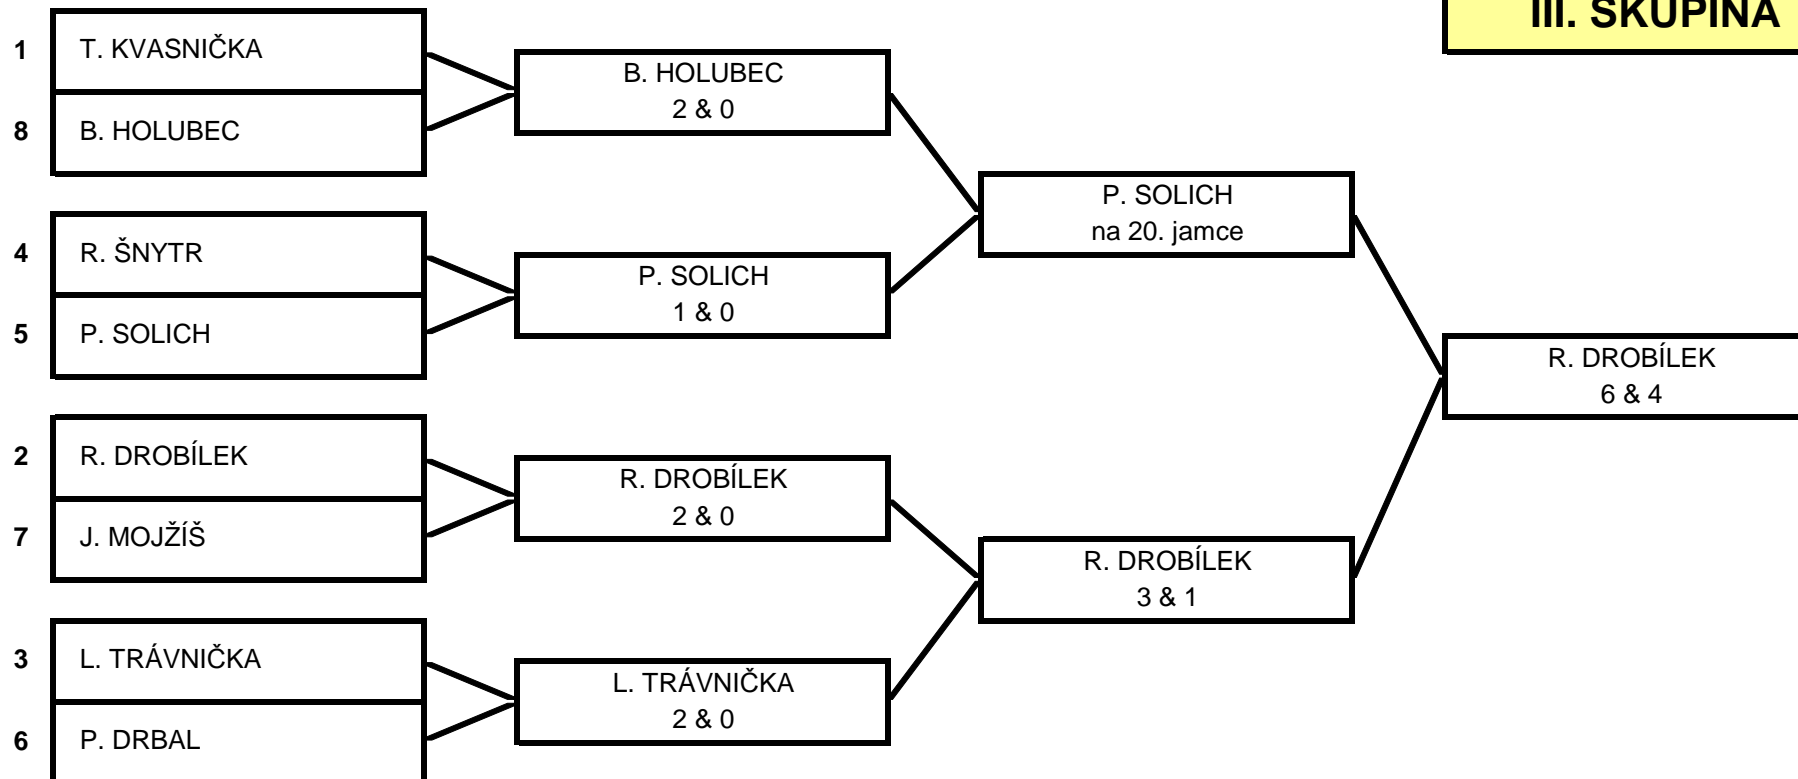 III. SKUPINA
1
T. KVASNIČKA
8
B. HOLUBEC
B. HOLUBEC
2 & 0
4
R. ŠNYTR
5
P. SOLICH
P. SOLICH
1 & 0
P. SOLICH
na 20. jamce
2
R. DROBÍLEK
7
J. MOJŽÍŠ
R. DROBÍLEK
2 & 0
3
L. TRÁVNIČKA
6
P. DRBAL
L. TRÁVNIČKA
2 & 0
R. DROBÍLEK
3 & 1
R. DROBÍLEK
6 & 4